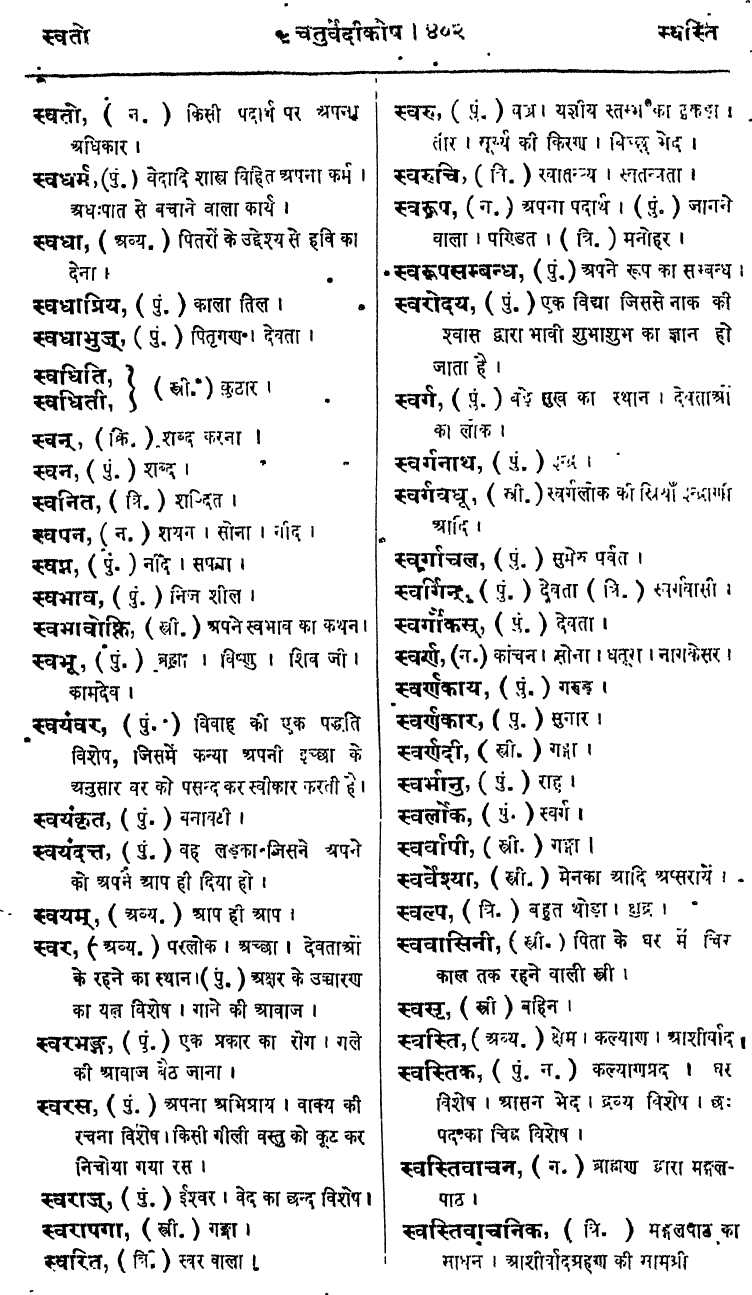 स्वतो
चतुर्वेदीकोष । ४०२
स्वस्ति
स्वतो, ( न. ) किसी पदार्थ पर अपना
अधिकार ।
स्वधर्म, (पुं.) वेदादि शास्त्र विहित अपना कर्म ।
अधःपात से बचाने वाला कार्य ।
स्वधा, ( अव्य. ) पितरों के उद्देश्य से हवि का
देना ।
स्वधाप्रिय, ( पुं. ) काला तिल ।
स्वधाभुज्, ( पुं. ) पितृगण । देवता ।
स्वधिति,
स्वधिती, } ( स्त्री. ) कुठार ।
स्वन्, ( क्रि. ) शब्द करना ।
स्वन, ( पुं. ) शब्द ।
स्वनित, ( त्रि. ) शब्दित ।
स्वपन, ( न. ) शयन । सोना । नींद ।
स्वप्न, ( पुं. ) नींद । सपना ।
स्वभाव, ( पुं. ) निज शील ।
स्वभावोक्ति, ( स्त्री. ) अपने स्वभाव का कथन ।
स्वभू, ( पुं. ) ब्रह्मा । विष्णु । शिव जी ।
कामदेव ।
स्वयंवर, ( पुं. ) विवाह की एक पद्धति
विशेष, जिसमें कन्या अपनी इच्छा के
अनुसार वर को पसन्द कर स्वीकार करती है ।
स्वयंकृत, ( पुं. ) बनावटी ।
स्वयंदत्त, ( पुं. ) वह लड़का जिसने अपने
को अपने आप ही दिया हो ।
स्वयम्, ( अव्य. ) आप ही आप ।
स्वर, ( अव्य. ) परलोक । अच्छा । देवताओं
के रहने का स्थान । ( पुं. ) अक्षर के उच्चारण
का यत्न विशेष । गाने की आवाज ।
स्वरभङ्ग, ( पुं. ) एक प्रकार का रोग । गले
की आवाज बैठ जाना ।
स्वरस, ( पुं. ) अपना अभिप्राय । वाक्य की
रचना विशेष । किसी गीली वस्तु को कूट कर
निचोया गया रस ।
स्वराज्, ( पुं. ) ईश्वर । वेद का छन्द विशेष ।
स्वरापगा, ( स्त्री. ) गङ्गा ।
स्वरित, ( त्रि. ) स्वर वाला ।
स्वरु, ( पुं. ) वज्र । यज्ञीय स्तम्भ का टुकड़ा ।
तीर । सूर्य्य की किरण । बिच्छू भेद ।
स्वरुचि, ( त्रि. ) स्वातन्त्र्य । स्वतन्त्रता ।
स्वरूप, ( न. ) अपना पदार्थ । ( पुं. ) जानने
वाला । पण्डित । ( त्रि. ) मनोहर ।
स्वरूपसम्बन्ध, ( पुं. ) अपने रूप का सम्बन्ध ।
स्वरोदय, ( पुं. ) एक विद्या जिससे नाक की
श्वास द्वारा भावी शुभाशुभ का ज्ञान हो
जाता है ।
स्वर्ग, ( पुं. ) बड़े सुख का स्थान । देवताओं
का लोक ।
स्वर्गनाथ, ( पुं. ) इन्द्र ।
स्वर्गवधू, ( स्त्री. ) स्वर्गलोक की स्त्रियाँ इन्द्राणी
आदि ।
स्वर्गाचल, ( पुं. ) सुमेरु पर्वत ।
स्वर्गिन्, ( पुं. ) देवता ( त्रि. ) स्वर्गवासी ।
स्वर्गौकस्, ( पुं. ) देवता ।
स्वर्ण, (न.) कांचन । सोना । धतूरा । नागकेसर ।
स्वर्णकाय, ( पुं. ) गरुड़ ।
स्वर्णकार, ( पु. ) सुनार ।
स्वर्णदी, ( स्त्री. ) गङ्गा ।
स्वर्भानु, ( पुं. ) राहु ।
स्वर्लोक, ( पुं. ) स्वर्ग ।
स्वर्वापी, ( स्त्री. ) गङ्गा ।
स्वर्वेश्या, ( स्त्री. ) मेनका आदि अप्सरायें ।
स्वल्प, ( त्रि. ) बहुत थोड़ा । क्षुद्र ।
स्ववासिनी, ( स्त्री. ) पिता के घर में चिर
काल तक रहने वाली स्त्री ।
स्वसृ, ( स्त्री ) बहिन ।
स्वस्ति, ( अव्य. ) क्षेम । कल्याण । आशीर्वाद ।
स्वस्तिक, ( पुं. न. ) कल्याणप्रद । घर
विशेष । आसन भेद । द्रव्य विशेष । छः
पद का चिह्न विशेष ।
स्वस्तिवाचन, ( न. ) ब्राह्मण द्वारा मङ्गल-
पाठ ।
स्वस्तिवाचनिक, ( त्रि. ) मङ्गलपाठ का
साधन । आशीर्वादग्रहण की सामग्री